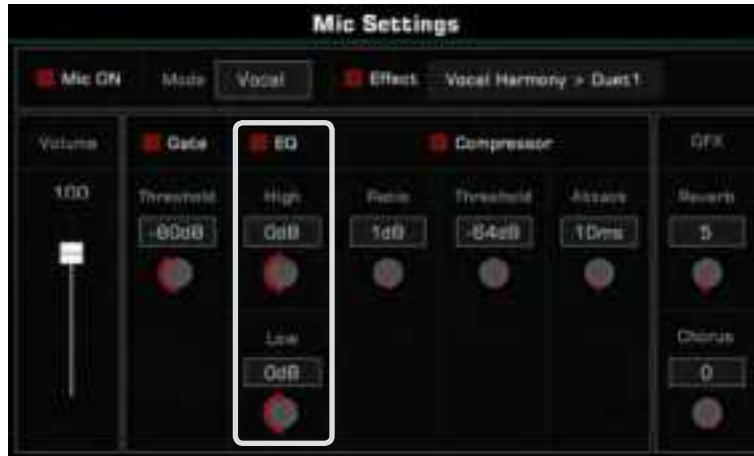 Mic Settings
Mic ON Mode Vocal Effect Vocal Harmony > Duet1
Volume Gate EQ Compressor GFX
100 Threshold High Ratio Threshold Attack Reverb
-80dB 0dB 1dB -64dB 10ms 5
Low Chorus
0dB 0